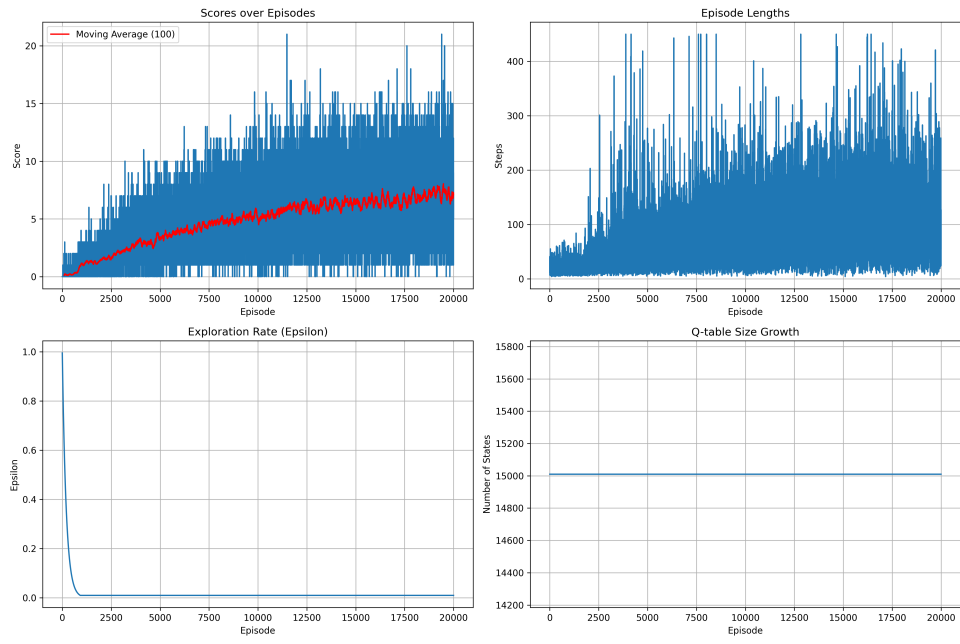 Scores over Episodes
Moving Average (100)
20
15
10
5
0
Score
0 2500 5000 7500 10000 12500 15000 17500 20000
Episode
Episode Lengths
400
300
200
100
0
Steps
0 2500 5000 7500 10000 12500 15000 17500 20000
Episode
Exploration Rate (Epsilon)
1.0
0.8
0.6
0.4
0.2
0.0
Epsilon
0 2500 5000 7500 10000 12500 15000 17500 20000
Episode
Q-table Size Growth
15800
15600
15400
15200
15000
14800
14600
14400
14200
Number of States
0 2500 5000 7500 10000 12500 15000 17500 20000
Episode